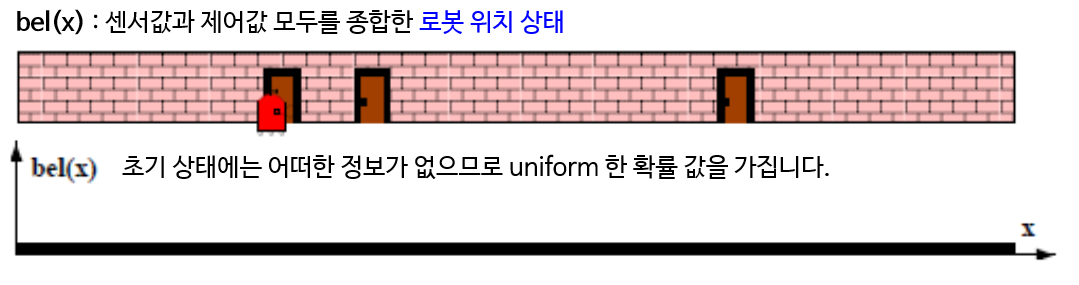 bel(x) : 센서값과 제어값 모두를 종합한 로봇 위치 상태
bel(x) 초기 상태에는 어떠한 정보가 없으므로 uniform 한 확률 값을 가집니다.
x